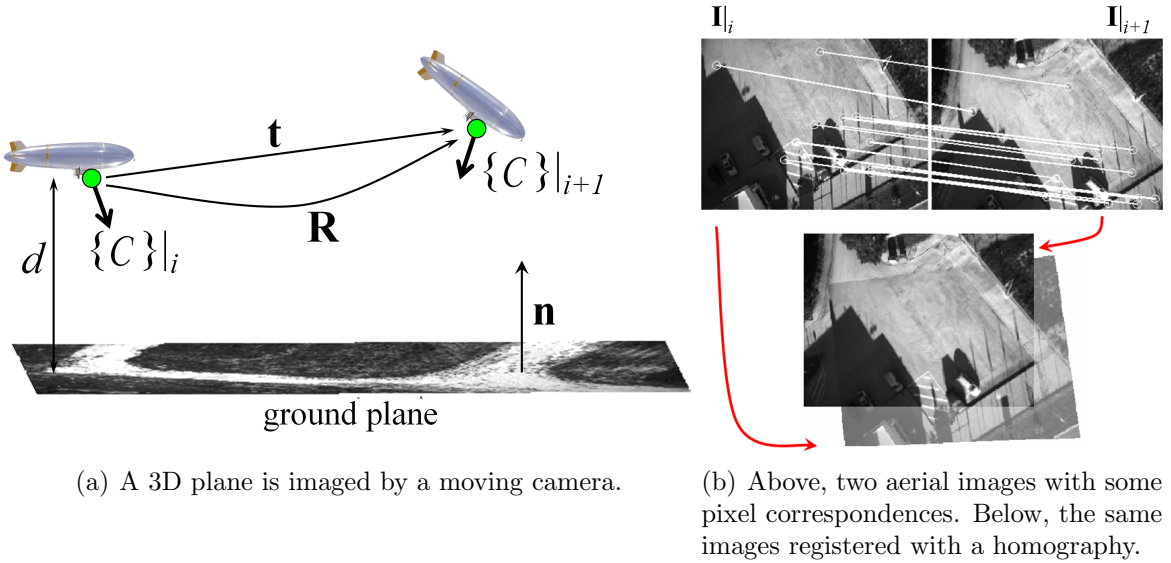 t
R
{C}|ᵢ
{C}|ᵢ₊₁
d
n
ground plane
(a) A 3D plane is imaged by a moving camera.
I|ᵢ
I|ᵢ₊₁
(b) Above, two aerial images with some
pixel correspondences. Below, the same
images registered with a homography.